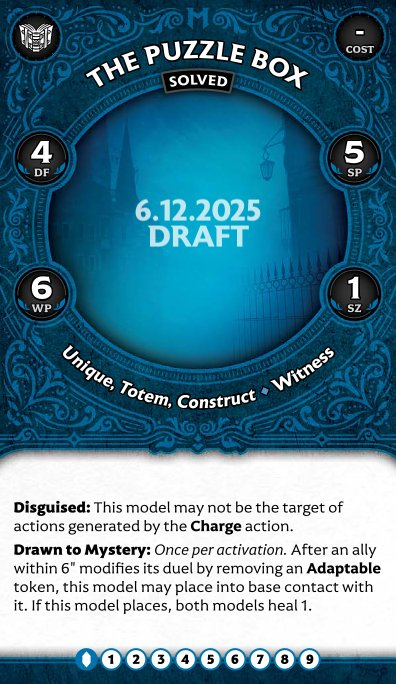 -
COST
THE PUZZLE BOX
SOLVED
4
DF
5
SP
6.12.2025
DRAFT
6
WP
1
SZ
Unique, Totem, Construct ♦ Witness
Disguised: This model may not be the target of
actions generated by the Charge action.
Drawn to Mystery: Once per activation. After an ally
within 6" modifies its duel by removing an Adaptable
token, this model may place into base contact with
it. If this model places, both models heal 1.
1 2 3 4 5 6 7 8 9